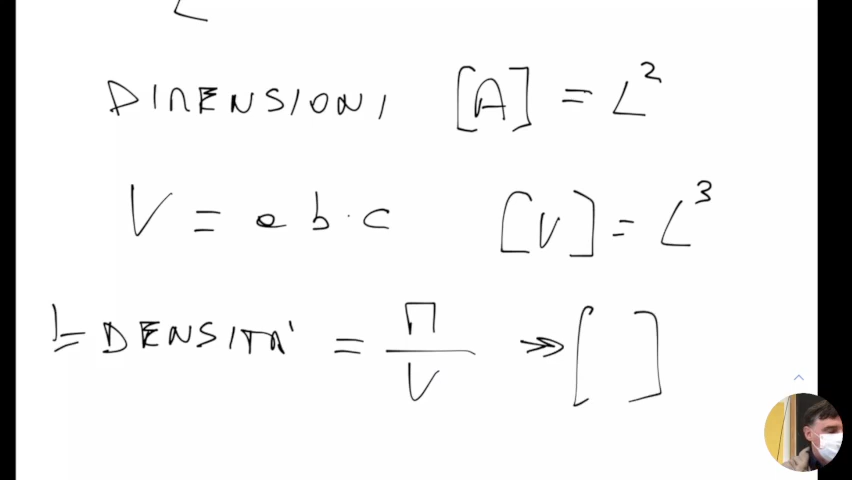 DIMENSIONI [A] = L²
V = a b · c [V] = L³
DENSITA' = M / V ->> [ ]